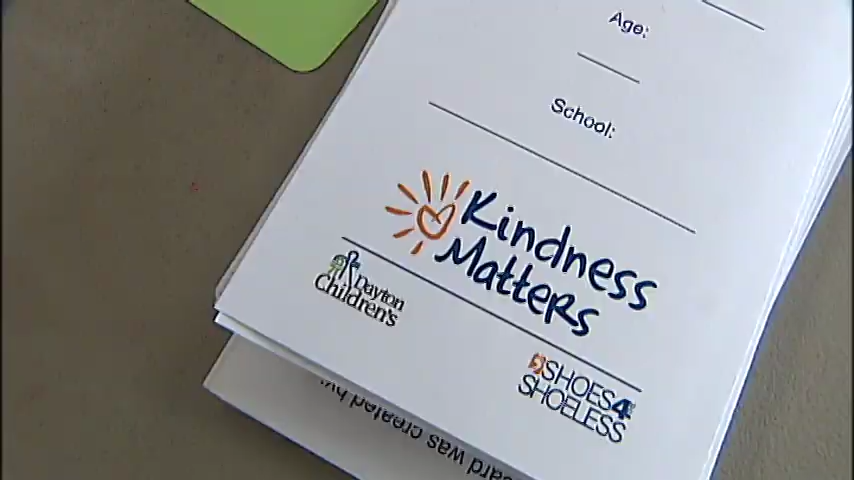 Age:
School:
Kindness
Matters
Dayton
Children's
SHOES4
SHOELESS
card was created by: